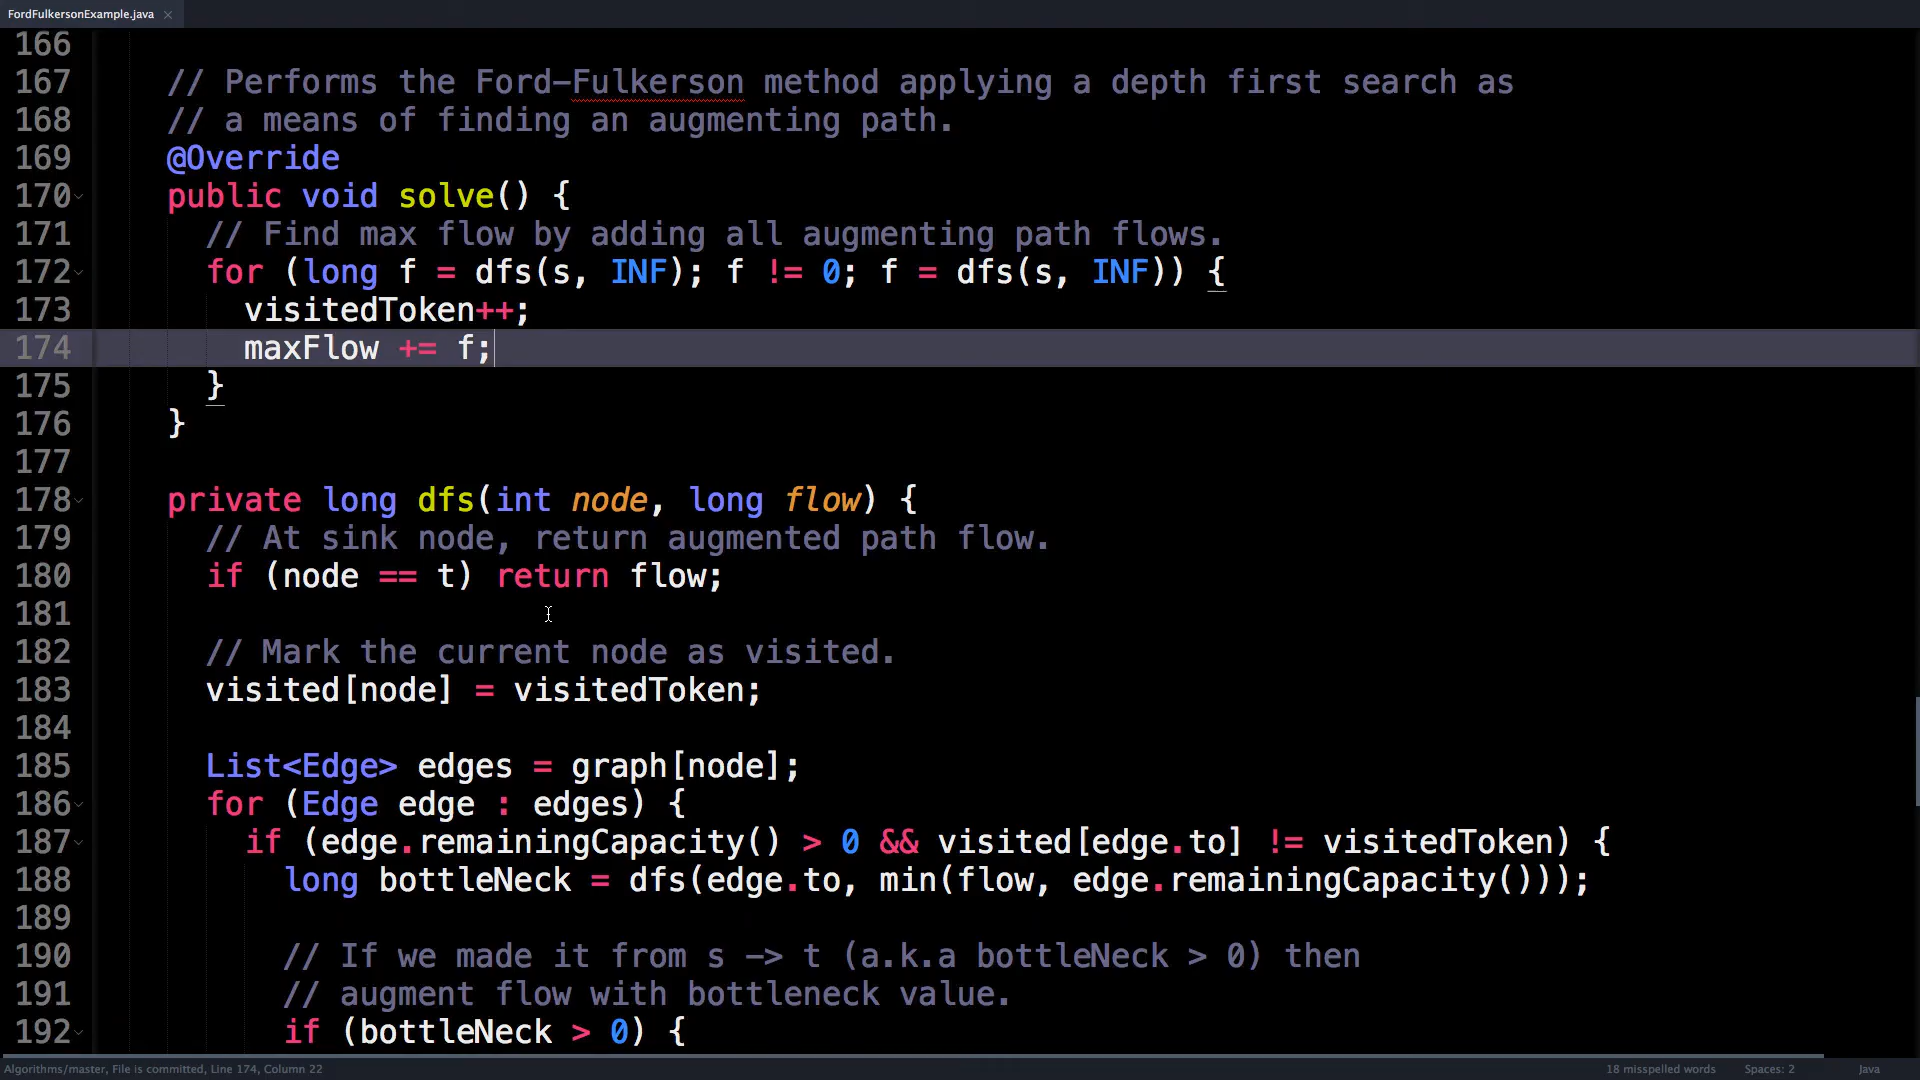 FordFulkersonExample.java ×
166
167 // Performs the Ford-Fulkerson method applying a depth first search as
168 // a means of finding an augmenting path.
169 @Override
170 public void solve() {
171 // Find max flow by adding all augmenting path flows.
172 for (long f = dfs(s, INF); f != 0; f = dfs(s, INF)) {
173 visitedToken++;
174 maxFlow += f;
175 }
176 }
177
178 private long dfs(int node, long flow) {
179 // At sink node, return augmented path flow.
180 if (node == t) return flow;
181
182 // Mark the current node as visited.
183 visited[node] = visitedToken;
184
185 List<Edge> edges = graph[node];
186 for (Edge edge : edges) {
187 if (edge.remainingCapacity() > 0 && visited[edge.to] != visitedToken) {
188 long bottleNeck = dfs(edge.to, min(flow, edge.remainingCapacity()));
189
190 // If we made it from s -> t (a.k.a bottleNeck > 0) then
191 // augment flow with bottleneck value.
192 if (bottleNeck > 0) {
Algorithms/master, File is committed, Line 174, Column 22 18 misspelled words Spaces: 2 Java